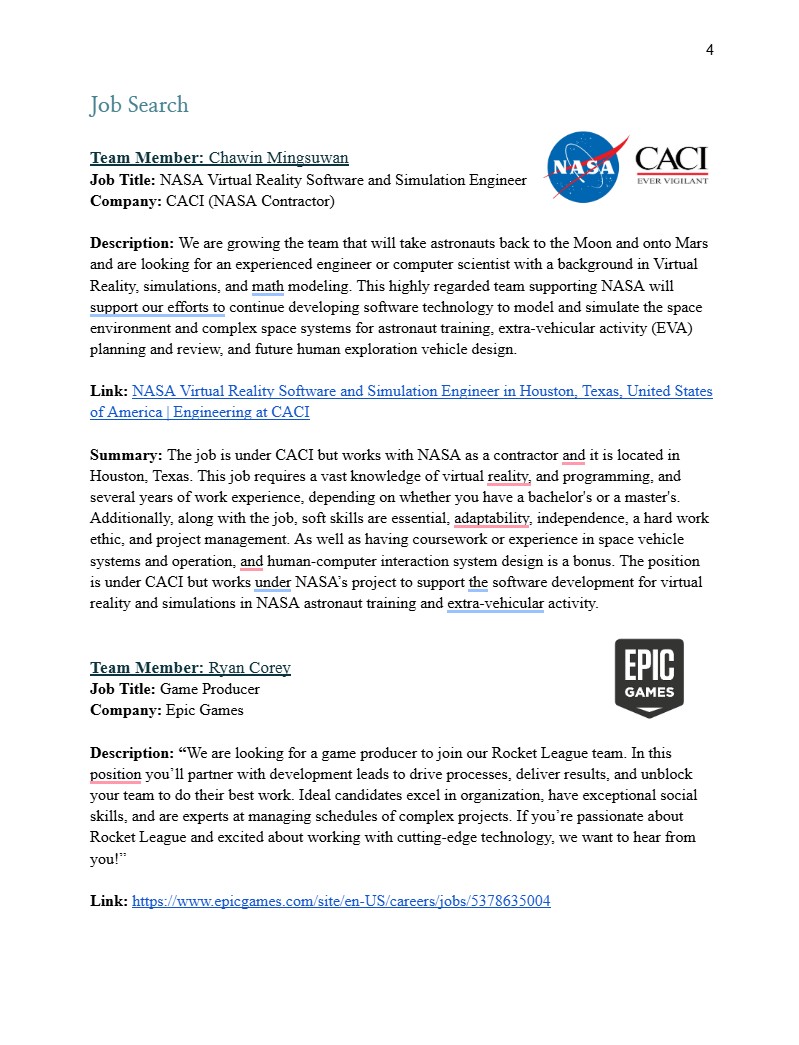 4
Job Search
NASA
CACI
EVER VIGILANT
Team Member: Chawin Mingsuwan
Job Title: NASA Virtual Reality Software and Simulation Engineer
Company: CACI (NASA Contractor)
Description: We are growing the team that will take astronauts back to the Moon and onto Mars
and are looking for an experienced engineer or computer scientist with a background in Virtual
Reality, simulations, and math modeling. This highly regarded team supporting NASA will
support our efforts to continue developing software technology to model and simulate the space
environment and complex space systems for astronaut training, extra-vehicular activity (EVA)
planning and review, and future human exploration vehicle design.
Link: NASA Virtual Reality Software and Simulation Engineer in Houston, Texas, United States
of America | Engineering at CACI
Summary: The job is under CACI but works with NASA as a contractor and it is located in
Houston, Texas. This job requires a vast knowledge of virtual reality, and programming, and
several years of work experience, depending on whether you have a bachelor's or a master's.
Additionally, along with the job, soft skills are essential, adaptability, independence, a hard work
ethic, and project management. As well as having coursework or experience in space vehicle
systems and operation, and human-computer interaction system design is a bonus. The position
is under CACI but works under NASA’s project to support the software development for virtual
reality and simulations in NASA astronaut training and extra-vehicular activity.
EPIC
GAMES
Team Member: Ryan Corey
Job Title: Game Producer
Company: Epic Games
Description: “We are looking for a game producer to join our Rocket League team. In this
position you’ll partner with development leads to drive processes, deliver results, and unblock
your team to do their best work. Ideal candidates excel in organization, have exceptional social
skills, and are experts at managing schedules of complex projects. If you’re passionate about
Rocket League and excited about working with cutting-edge technology, we want to hear from
you!”
Link: https://www.epicgames.com/site/en-US/careers/jobs/5378635004